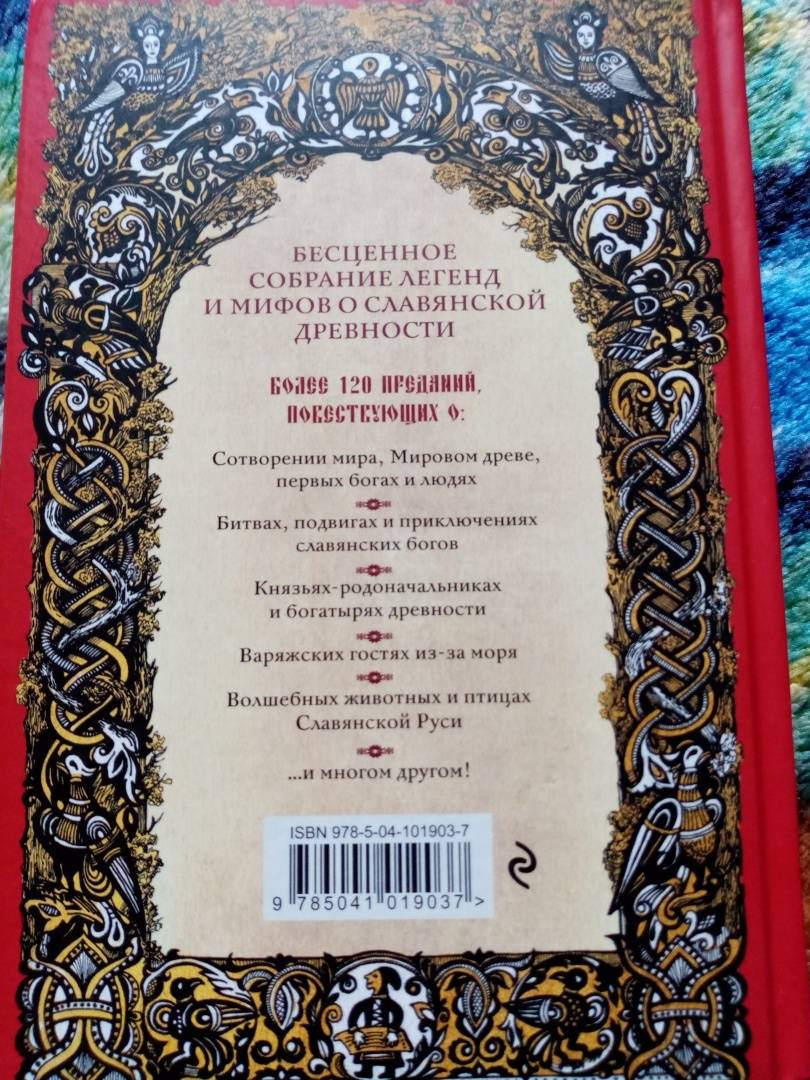 БЕСЦЕННОЕ
СОБРАНИЕ ЛЕГЕНД
И МИФОВ О СЛАВЯНСКОЙ
ДРЕВНОСТИ
БОЛЕЕ 120 ПРЕДАНИЙ,
ПОВЕСТВУЮЩИХ О:
Сотворении мира, Мировом древе,
первых богах и людях
Битвах, подвигах и приключениях
славянских богов
Князьях-родоначальниках
и богатырях древности
Варяжских гостях из-за моря
Волшебных животных и птицах
Славянской Руси
...и многом другом!
ISBN 978-5-04-101903-7
9 785041 019037 >